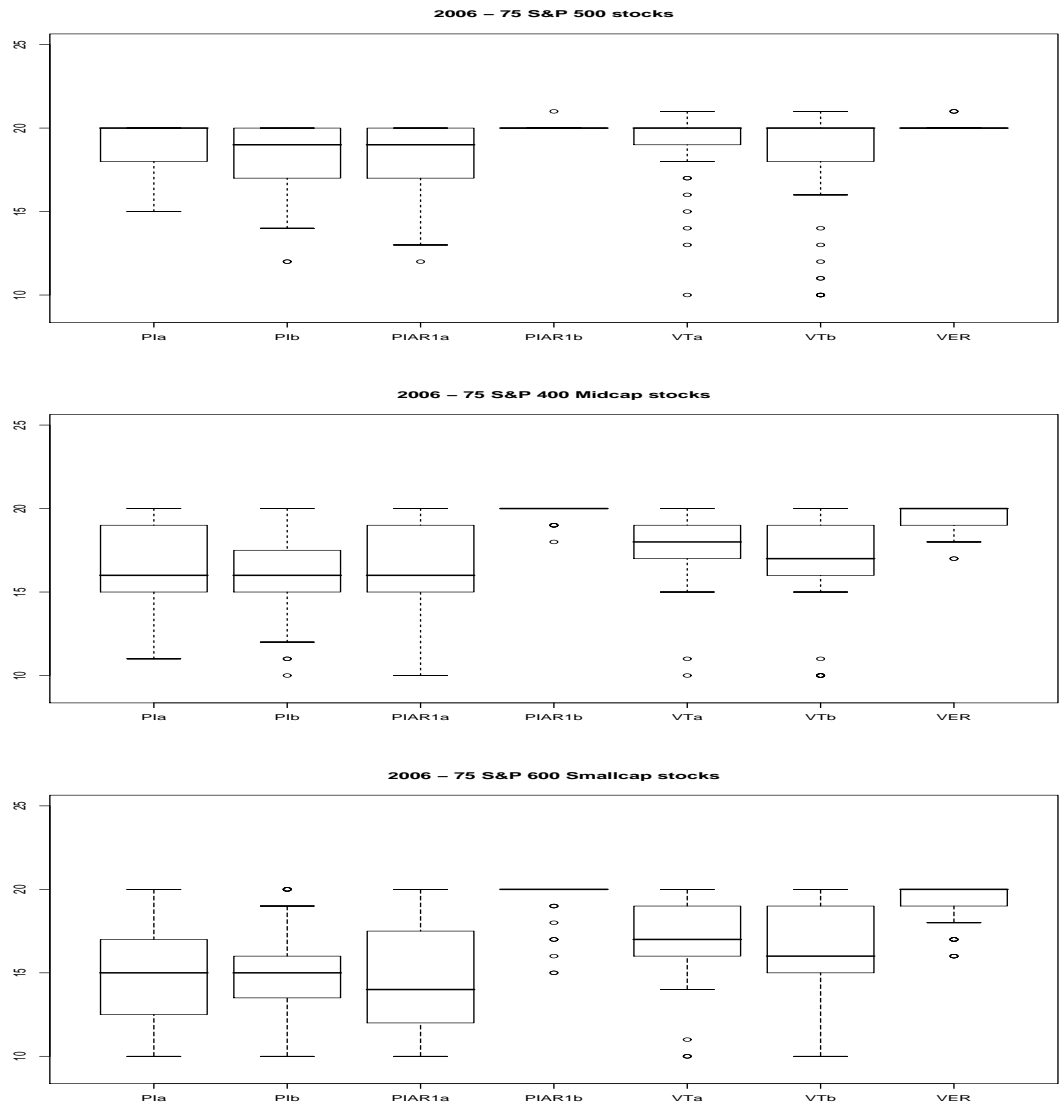 2006 – 75 S&P 500 stocks
25
20
15
10
PIa PIb PIAR1a PIAR1b VTa VTb VER
2006 – 75 S&P 400 Midcap stocks
25
20
15
10
PIa PIb PIAR1a PIAR1b VTa VTb VER
2006 – 75 S&P 600 Smallcap stocks
25
20
15
10
PIa PIb PIAR1a PIAR1b VTa VTb VER